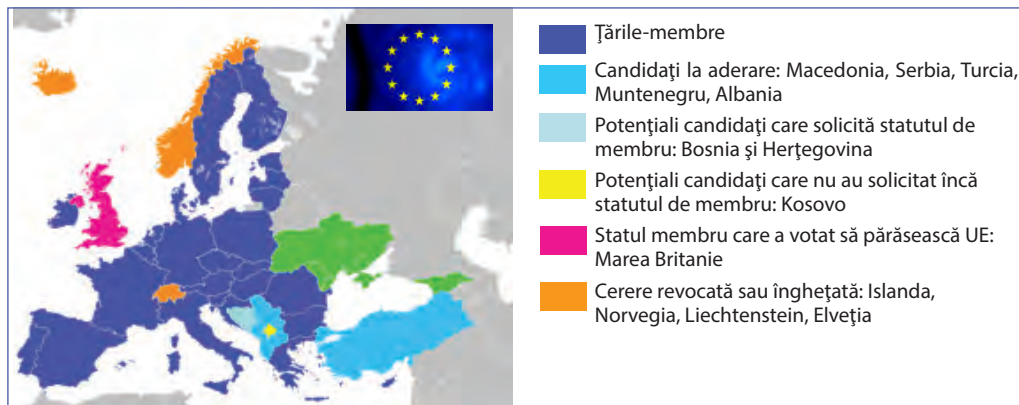 Ţările-membre
Candidaţi la aderare: Macedonia, Serbia, Turcia,
Muntenegru, Albania
Potenţiali candidaţi care solicită statutul de
membru: Bosnia şi Herţegovina
Potenţiali candidaţi care nu au solicitat încă
statutul de membru: Kosovo
Statul membru care a votat să părăsească UE:
Marea Britanie
Cerere revocată sau îngheţată: Islanda,
Norvegia, Liechtenstein, Elveţia